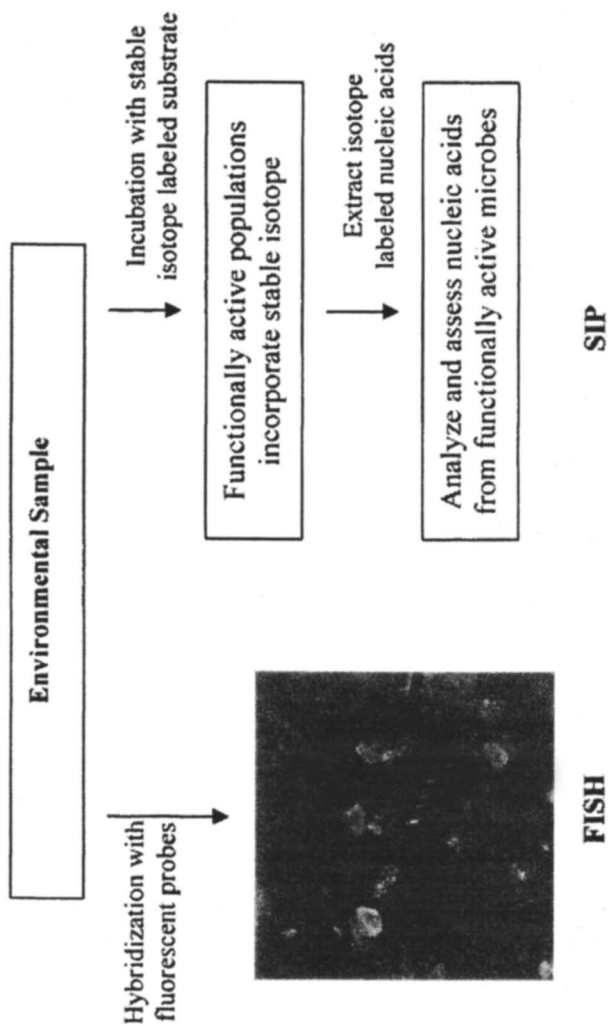 Environmental Sample
Hybridization with
fluorescent probes
FISH
Incubation with stable
isotope labeled substrate
Functionally active populations
incorporate stable isotope
Extract isotope
labeled nucleic acids
Analyze and assess nucleic acids
from functionally active microbes
SIP